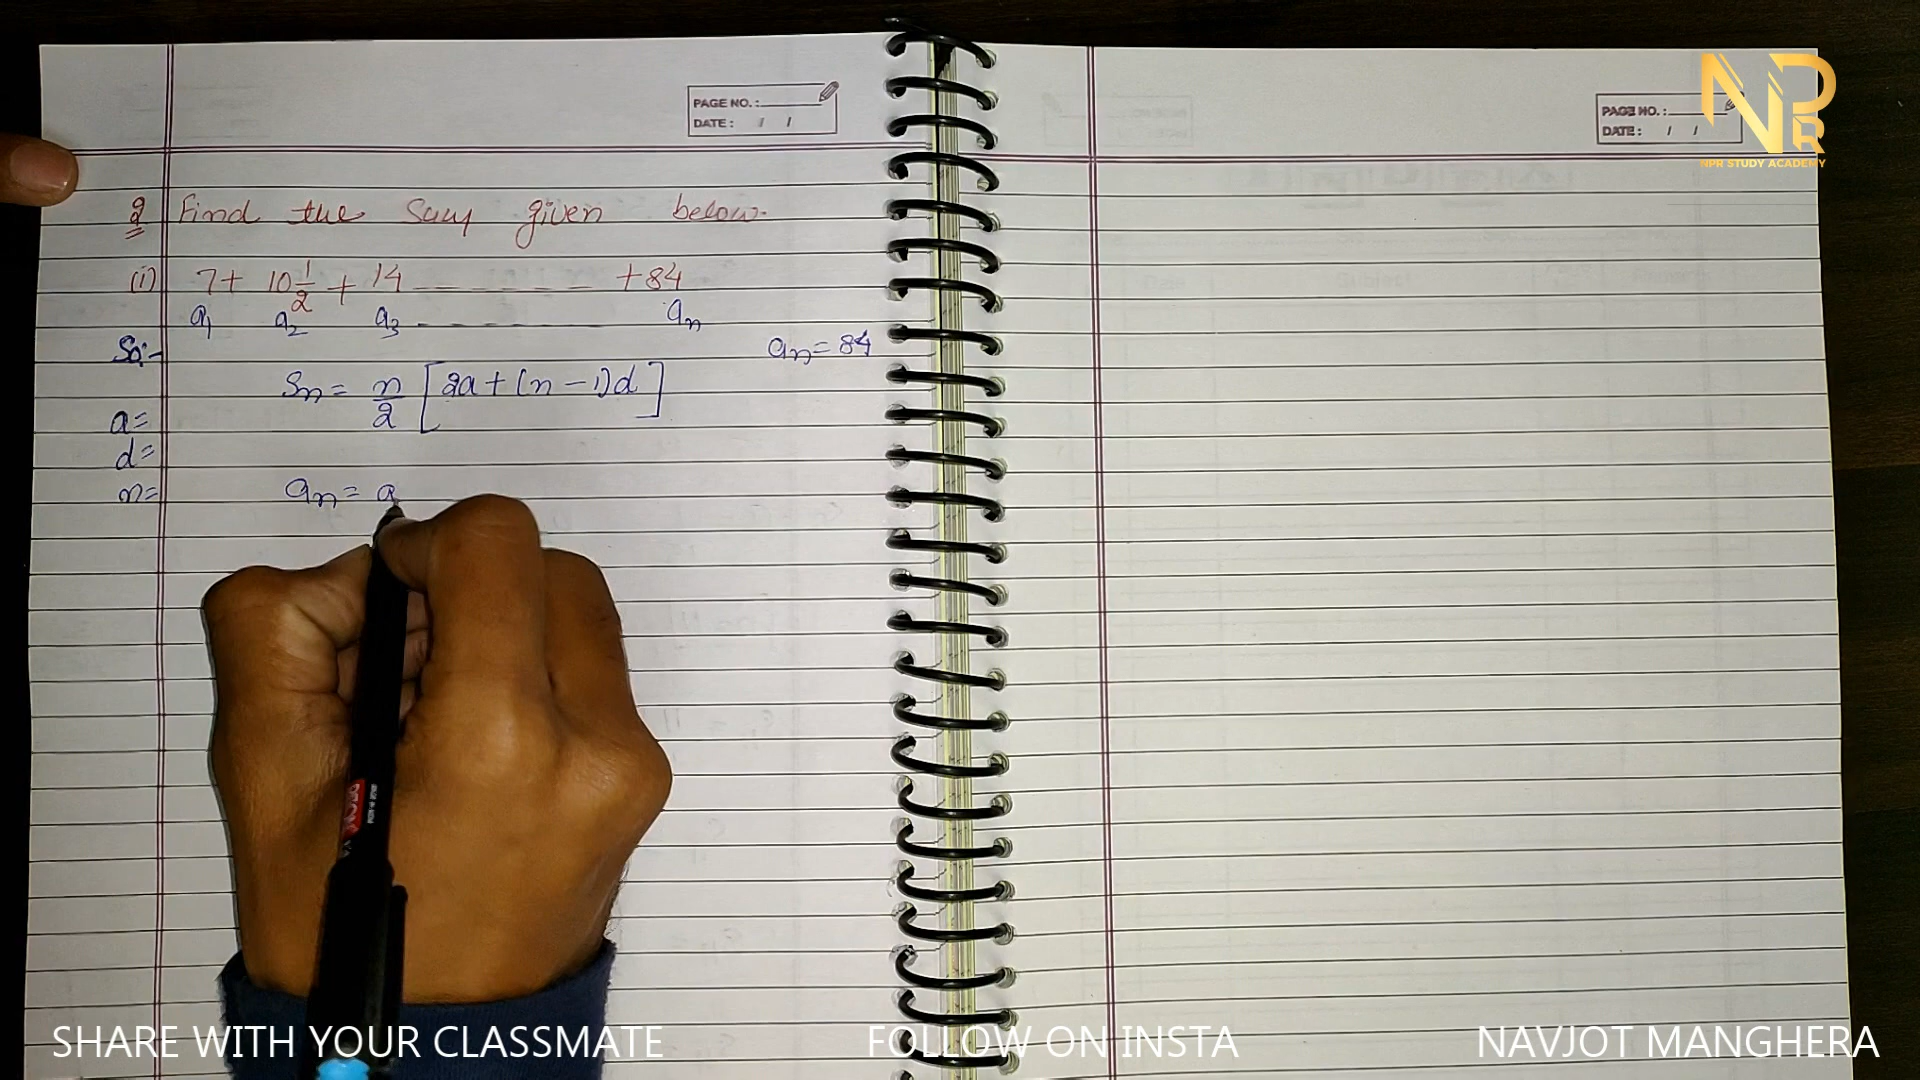 PAGE NO.:
DATE: / /
PAGE NO.:
DATE: / /
NPR
NPR STUDY ACADEMY
Q Find the Sum given below.
(i) 7 + 10 1/2 + 14 -------- + 84
a₁ a₂ a₃ -------- aₙ
So:- aₙ = 84
Sₙ = n/2 [2a + (n - 1)d]
a =
d =
n = aₙ = a
SHARE WITH YOUR CLASSMATE FOLLOW ON INSTA NAVJOT MANGHERA